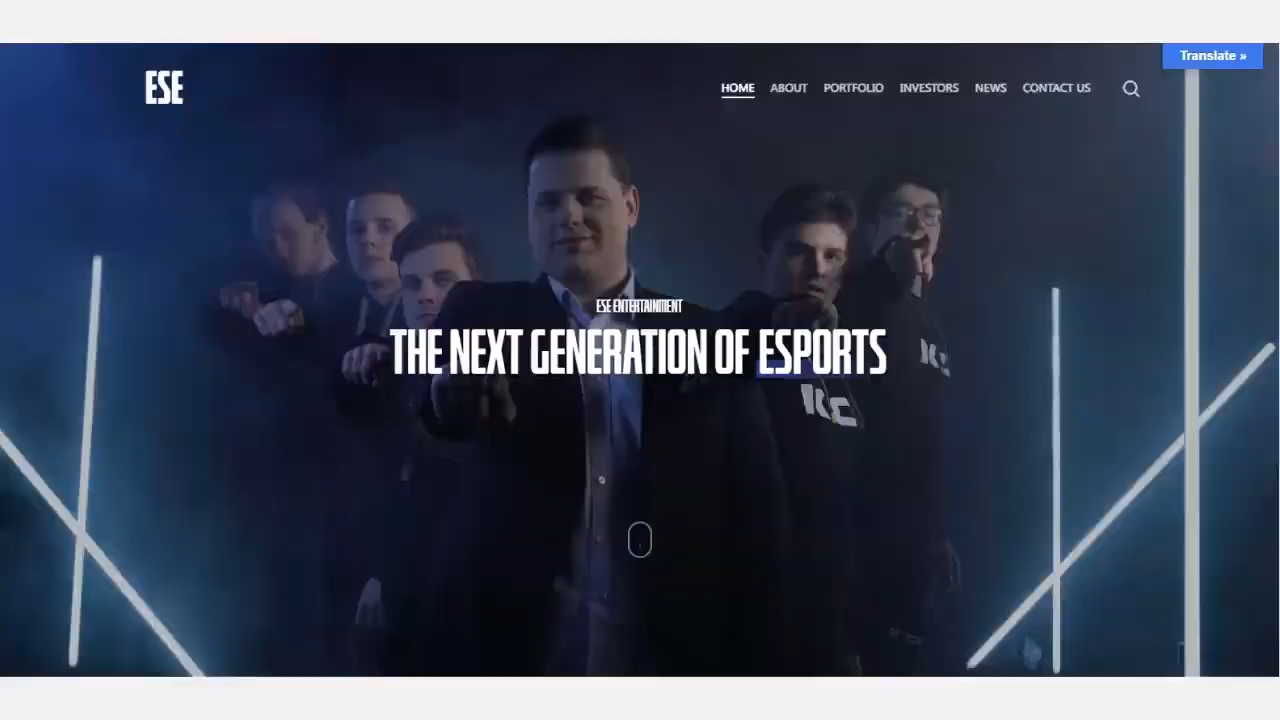 Translate »
ESE
HOME ABOUT PORTFOLIO INVESTORS NEWS CONTACT US
ESE ENTERTAINMENT
THE NEXT GENERATION OF ESPORTS